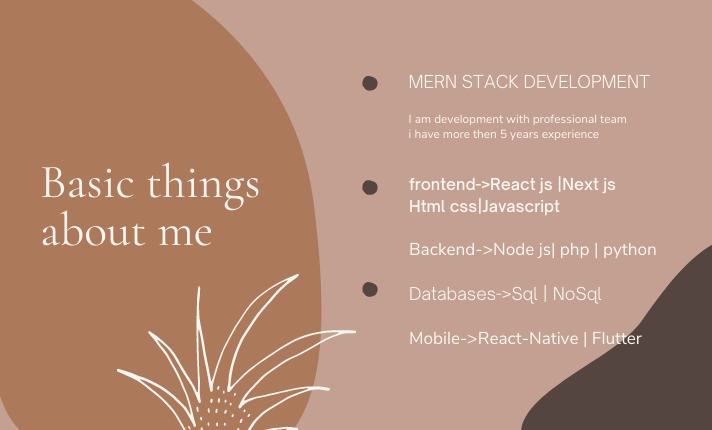 Basic things
about me
MERN STACK DEVELOPMENT
I am development with professional team
i have more then 5 years experience
frontend->React js |Next js
Html css|Javascript
Backend->Node js| php | python
Databases->Sql | NoSql
Mobile->React-Native | Flutter